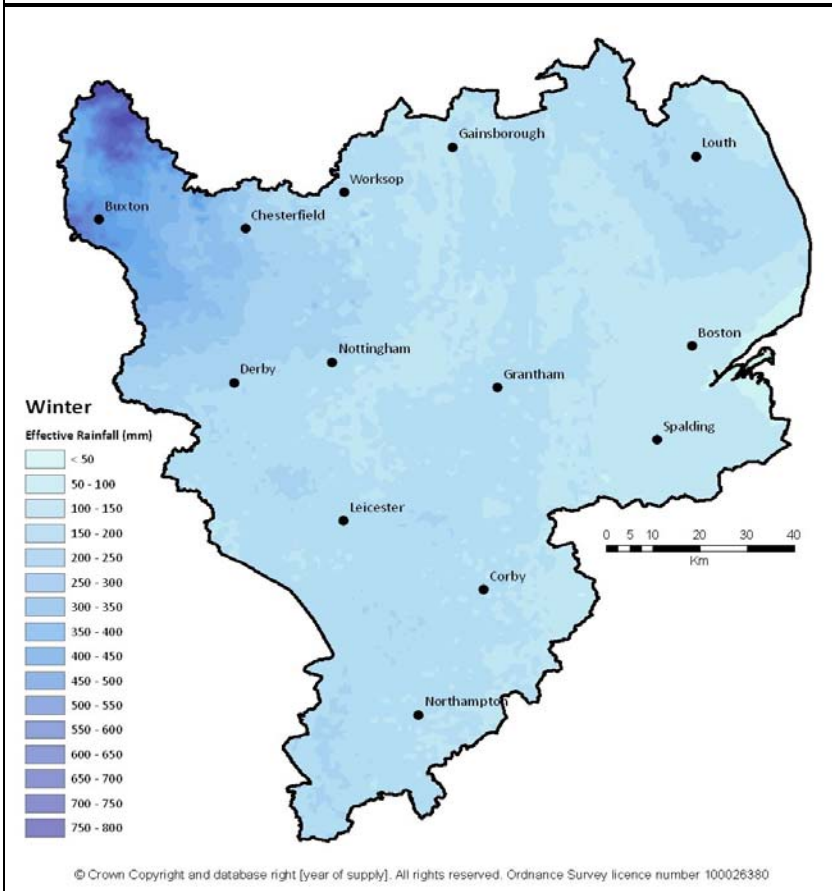 Gainsborough
Louth
Worksop
Buxton
Chesterfield
Boston
Nottingham
Derby
Grantham
Winter
Effective Rainfall (mm)
Spalding
< 50
50 - 100
100 - 150
Leicester
150 - 200
0 5 10 20 30 40
Km
200 - 250
250 - 300
Corby
300 - 350
350 - 400
400 - 450
450 - 500
Northampton
500 - 550
550 - 600
600 - 650
650 - 700
700 - 750
750 - 800
© Crown Copyright and database right [year of supply]. All rights reserved. Ordnance Survey licence number 100026380